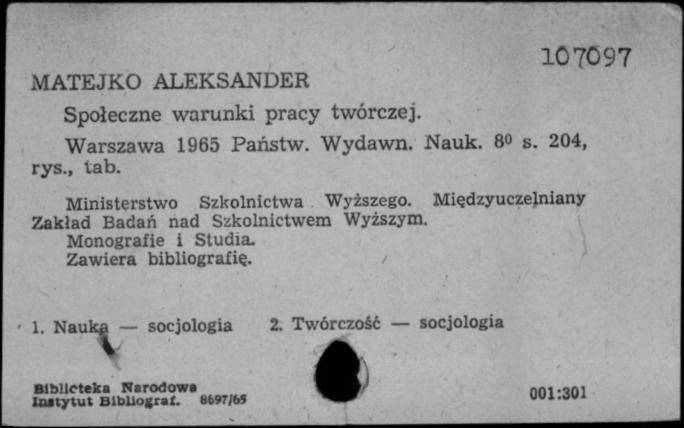 107097
MATEJKO ALEKSANDER
Społeczne warunki pracy twórczej.
Warszawa 1965 Państw. Wydawn. Nauk. 8⁰ s. 204,
rys., tab.
Ministerstwo Szkolnictwa Wyższego. Międzyuczelniany
Zakład Badań nad Szkolnictwem Wyższym.
Monografie i Studia.
Zawiera bibliografię.
1. Nauka — socjologia 2. Twórczość — socjologia
Biblioteka Narodowa
Instytut Bibliograf. 8697/65 001:301